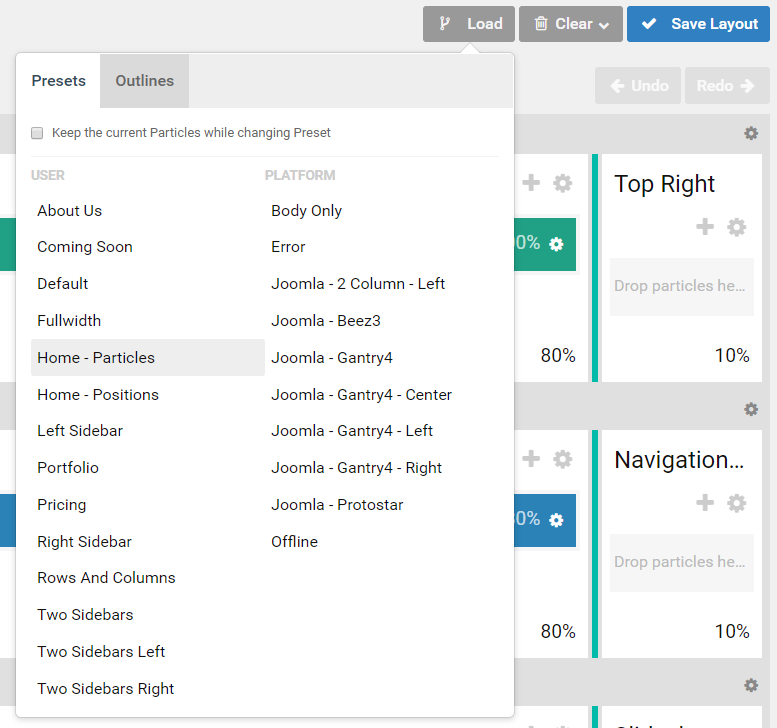 Load
Clear
Save Layout
Presets
Outlines
Undo
Redo
Keep the current Particles while changing Preset
USER
About Us
Coming Soon
Default
Fullwidth
Home - Particles
Home - Positions
Left Sidebar
Portfolio
Pricing
Right Sidebar
Rows And Columns
Two Sidebars
Two Sidebars Left
Two Sidebars Right
PLATFORM
Body Only
Error
Joomla - 2 Column - Left
Joomla - Beez3
Joomla - Gantry4
Joomla - Gantry4 - Center
Joomla - Gantry4 - Left
Joomla - Gantry4 - Right
Joomla - Protostar
Offline
80%
Top Right
Drop particles he...
10%
80%
Navigation...
Drop particles he...
10%